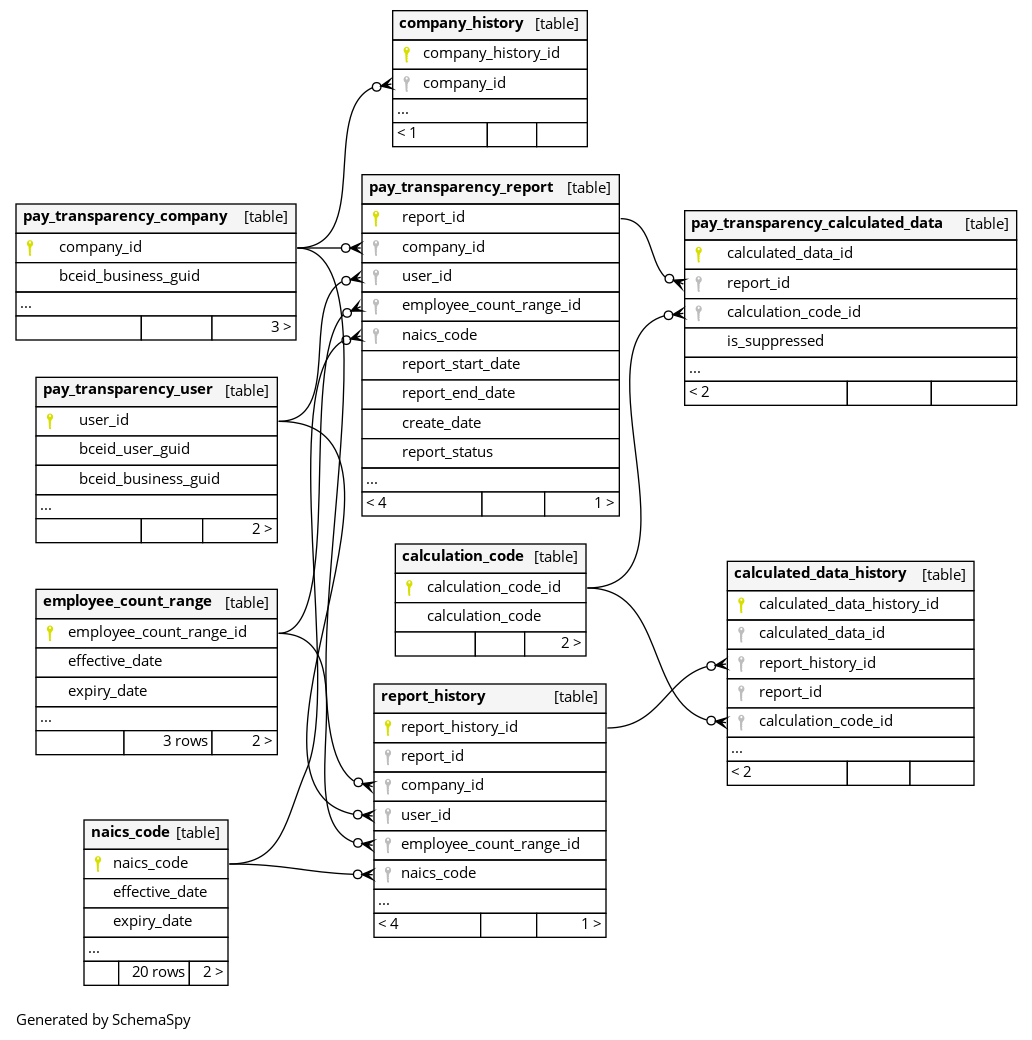 company_history [table]
company_history_id
company_id
...
< 1
pay_transparency_company [table]
company_id
bceid_business_guid
...
3 >
pay_transparency_report [table]
report_id
company_id
user_id
employee_count_range_id
naics_code
report_start_date
report_end_date
create_date
report_status
...
< 4 1 >
pay_transparency_calculated_data [table]
calculated_data_id
report_id
calculation_code_id
is_suppressed
...
< 2
pay_transparency_user [table]
user_id
bceid_user_guid
bceid_business_guid
...
2 >
calculation_code [table]
calculation_code_id
calculation_code
2 >
calculated_data_history [table]
calculated_data_history_id
calculated_data_id
report_history_id
report_id
calculation_code_id
...
< 2
employee_count_range [table]
employee_count_range_id
effective_date
expiry_date
...
3 rows 2 >
report_history [table]
report_history_id
report_id
company_id
user_id
employee_count_range_id
naics_code
...
< 4 1 >
naics_code [table]
naics_code
effective_date
expiry_date
...
20 rows 2 >
Generated by SchemaSpy